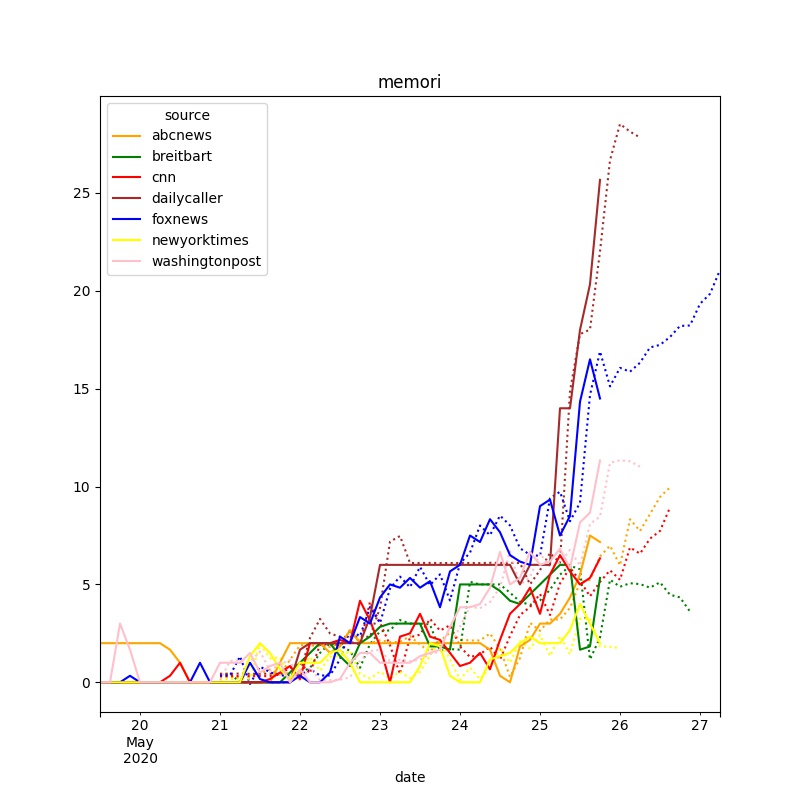 memori
source
abcnews
breitbart
cnn
dailycaller
foxnews
newyorktimes
washingtonpost
25
20
15
10
5
0
20 21 22 23 24 25 26 27
May
2020
date